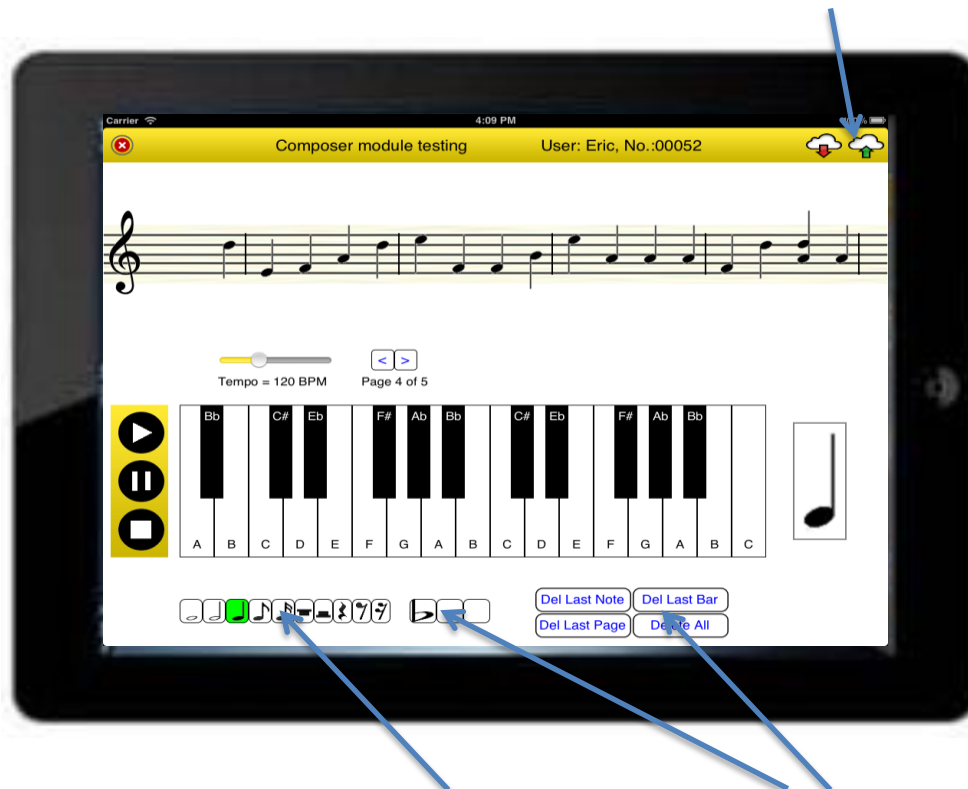 Carrier 4:09 PM %
Composer module testing User: Eric, No.:00052
Tempo = 120 BPM Page 4 of 5
< >
Bb C# Eb F# Ab Bb C# Eb F# Ab Bb
A B C D E F G A B C D E F G A B C
Del Last Note Del Last Bar
Del Last Page Delete All